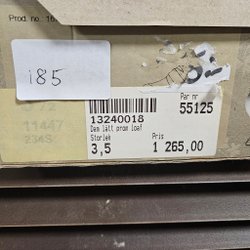 Prod. no.: 16
185
Par nr
55125
13240018
Dam lätt prom loaf
Storlek
Pris
3,5
1 265,00
11447